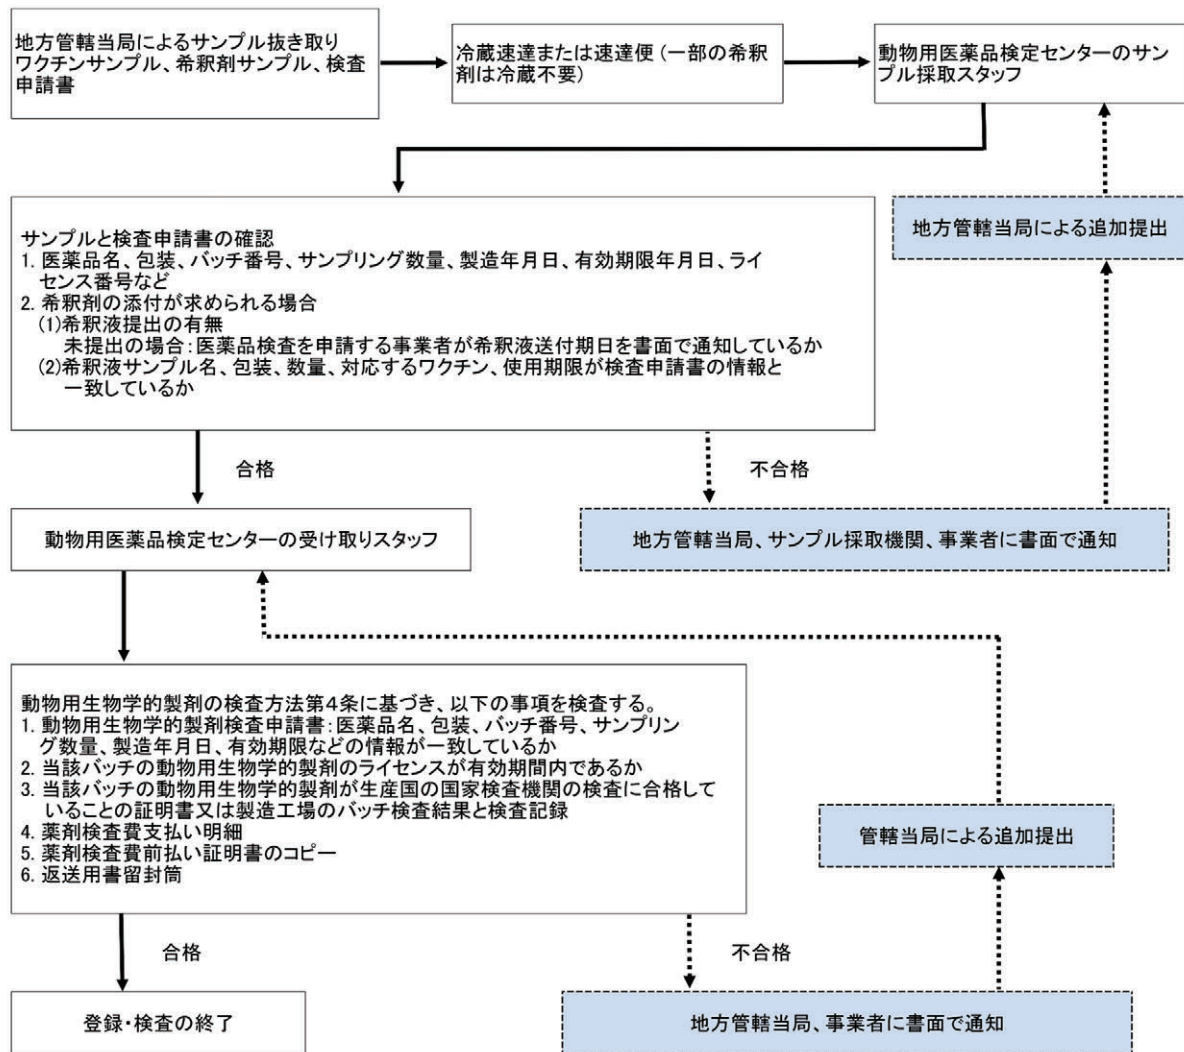 地方管轄当局によるサンプル抜き取り
ワクチンサンプル、希釈剤サンプル、検査
申請書
冷蔵速達または速達便 (一部の希釈
剤は冷蔵不要)
動物用医薬品検定センターのサン
プル採取スタッフ
地方管轄当局による追加提出
サンプルと検査申請書の確認
1. 医薬品名、包装、バッチ番号、サンプリング数量、製造年月日、有効期限年月日、ライ
センス番号など
2. 希釈剤の添付が求められる場合
(1)希釈液提出の有無
未提出の場合:医薬品検査を申請する事業者が希釈液送付期日を書面で通知しているか
(2)希釈液サンプル名、包装、数量、対応するワクチン、使用期限が検査申請書の情報と
一致しているか
合格
不合格
動物用医薬品検定センターの受け取りスタッフ
地方管轄当局、サンプル採取機関、事業者に書面で通知
動物用生物学的製剤の検査方法第4条に基づき、以下の事項を検査する。
1. 動物用生物学的製剤検査申請書:医薬品名、包装、バッチ番号、サンプリン
グ数量、製造年月日、有効期限などの情報が一致しているか
2. 当該バッチの動物用生物学的製剤のライセンスが有効期間内であるか
3. 当該バッチの動物用生物学的製剤が生産国の国家検査機関の検査に合格して
いることの証明書又は製造工場のバッチ検査結果と検査記録
4. 薬剤検査費支払い明細
5. 薬剤検査費前払い証明書のコピー
6. 返送用書留封筒
管轄当局による追加提出
合格
不合格
登録・検査の終了
地方管轄当局、事業者に書面で通知